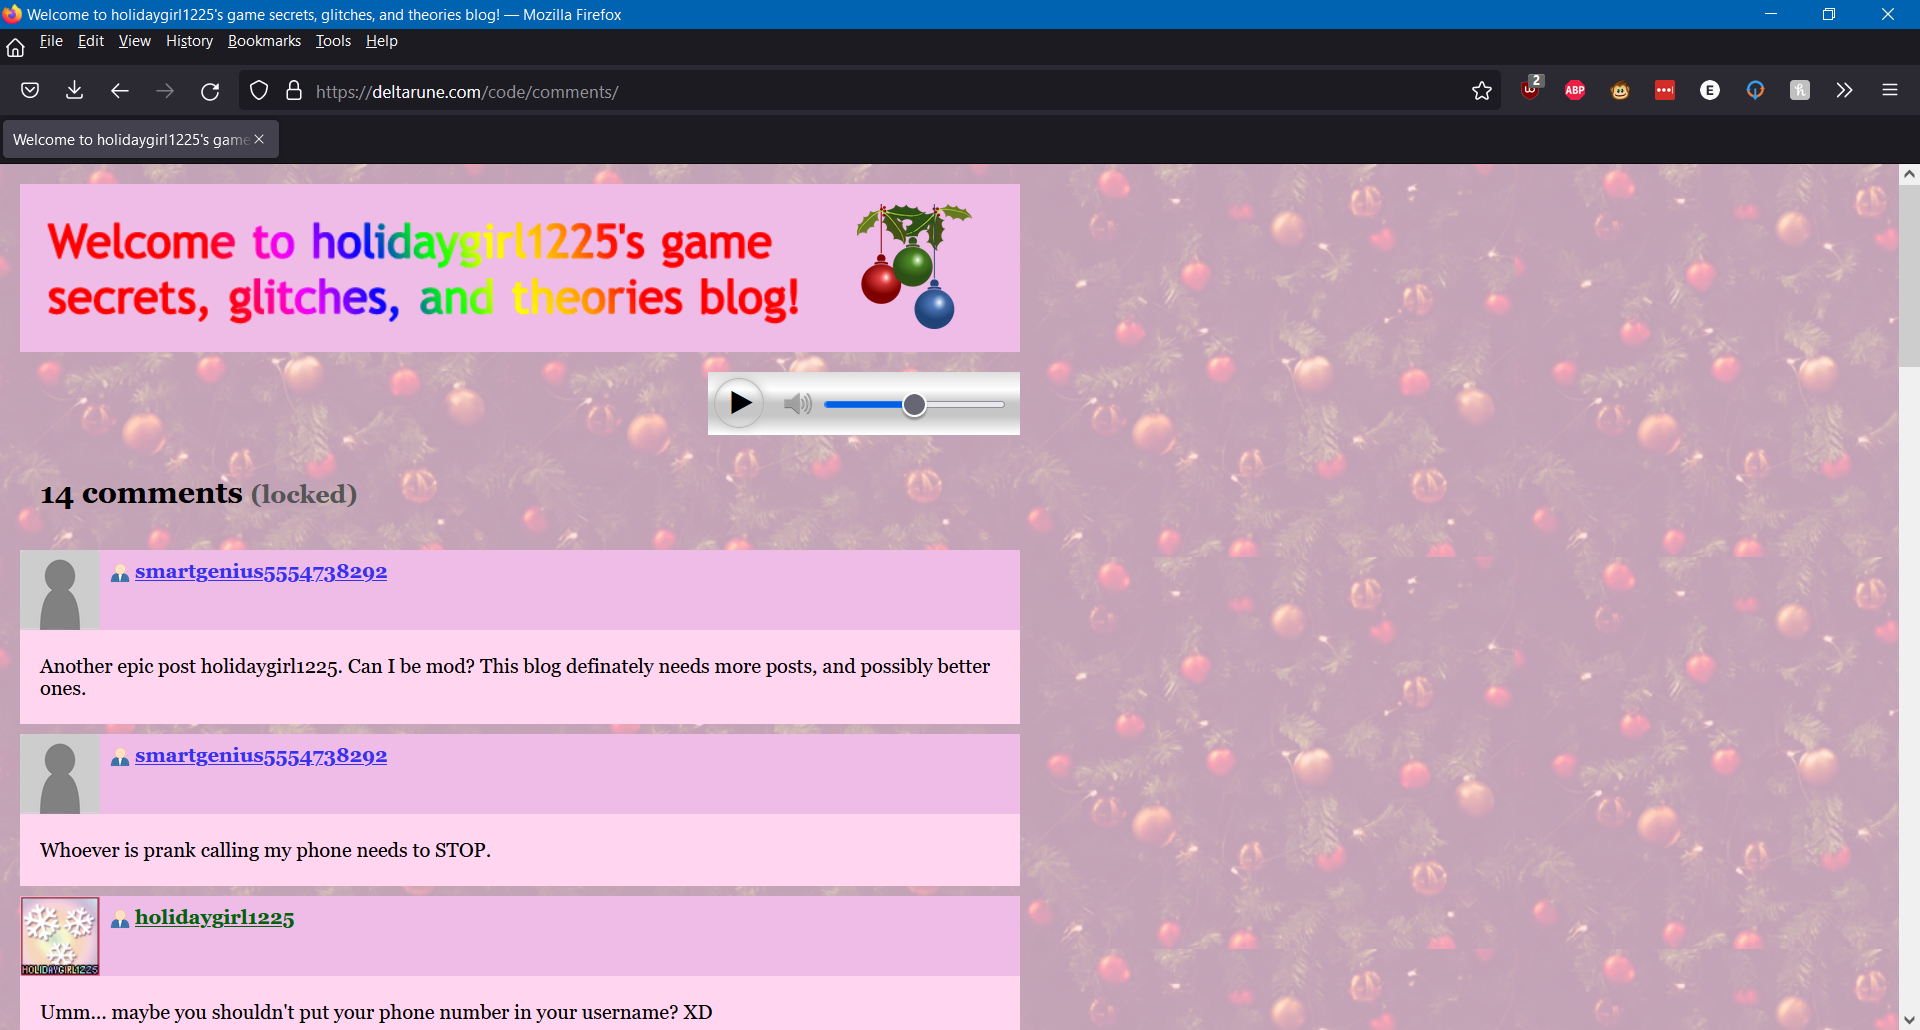 Welcome to holidaygirl1225's game secrets, glitches, and theories blog! — Mozilla Firefox
File Edit View History Bookmarks Tools Help
https://deltarune.com/code/comments/
2
ABP
E
Welcome to holidaygirl1225's game
Welcome to holidaygirl1225's game
secrets, glitches, and theories blog!
14 comments (locked)
smartgenius5554738292
Another epic post holidaygirl1225. Can I be mod? This blog definately needs more posts, and possibly better
ones.
smartgenius5554738292
Whoever is prank calling my phone needs to STOP.
holidaygirl1225
HOLIDAYGIRL1225
Umm... maybe you shouldn't put your phone number in your username? XD